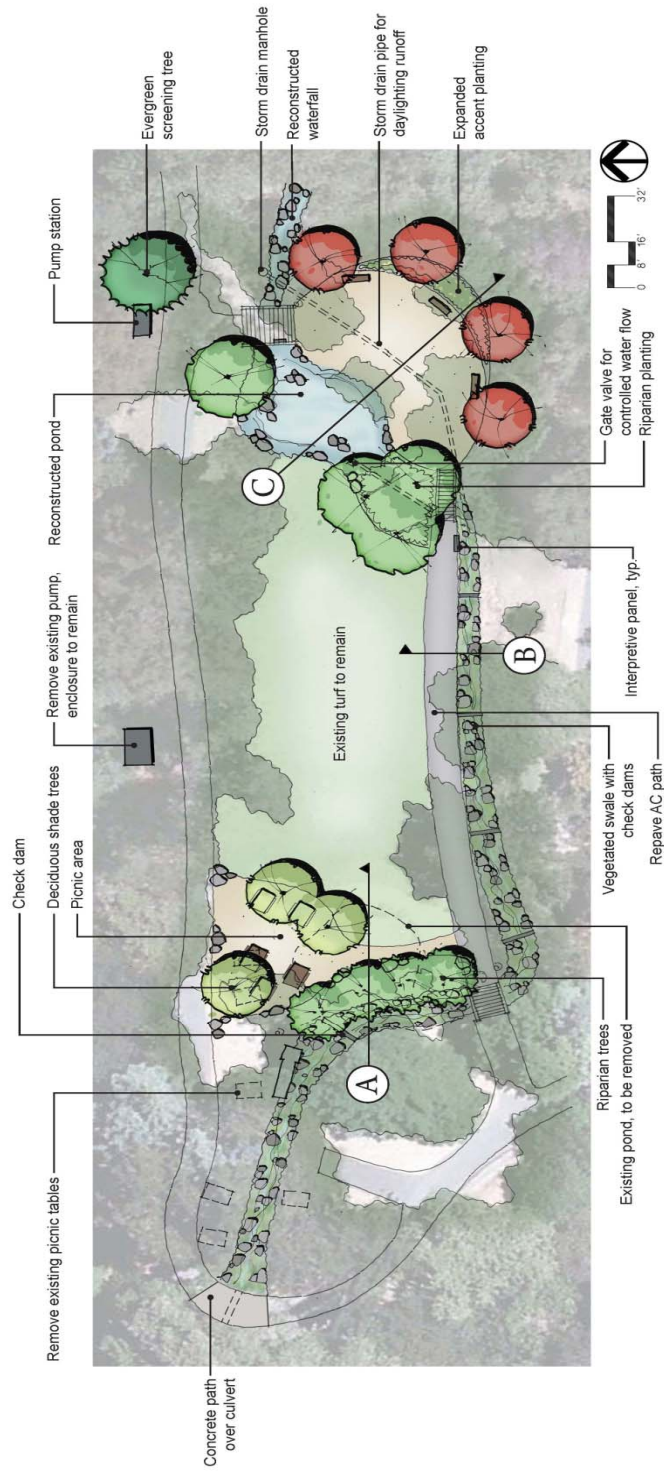 Remove existing picnic tables
Check dam
Deciduous shade trees
Picnic area
Remove existing pump,
enclosure to remain
Reconstructed pond
Pump station
Evergreen
screening tree
Storm drain manhole
Reconstructed
waterfall
Storm drain pipe for
daylighting runoff
Expanded
accent planting
Concrete path
over culvert
Existing turf to remain
A
B
C
Riparian trees
Existing pond, to be removed
Vegetated swale with
check dams
Repave AC path
Interpretive panel, typ.
Gate valve for
controlled water flow
Riparian planting
0 8' 16' 32'